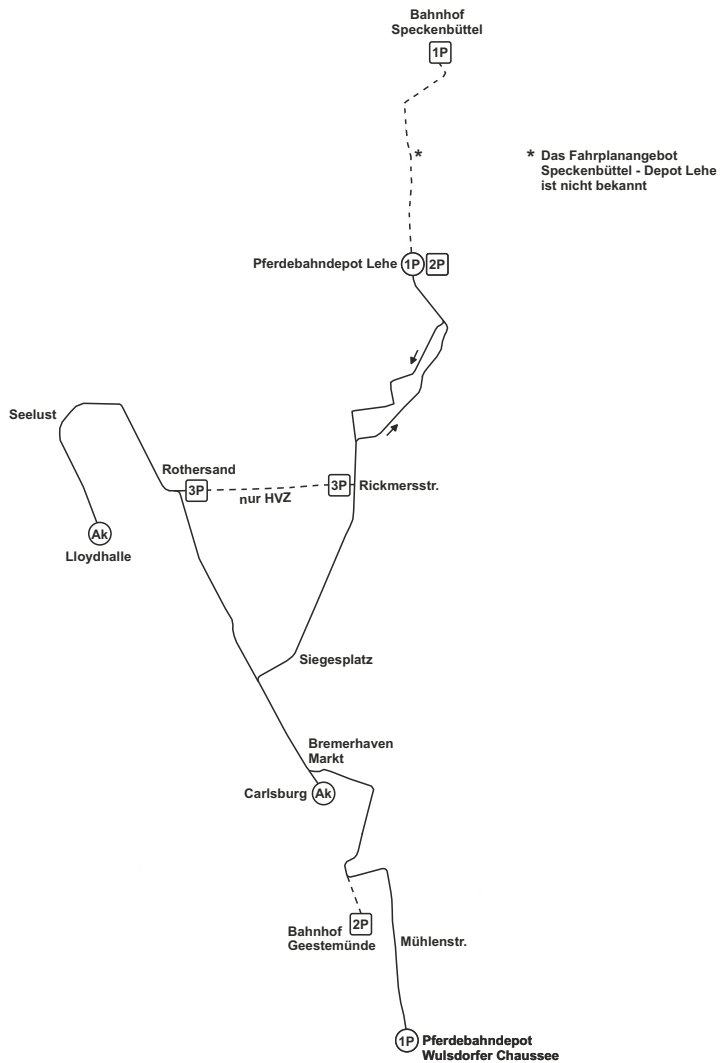 Bahnhof
Speckenbüttel
1P
*
* Das Fahrplanangebot
Speckenbüttel - Depot Lehe
ist nicht bekannt
Pferdebahndepot Lehe 1P 2P
Seelust
Rothersand
3P
nur HVZ
3P Rickmersstr.
Ak
Lloydhalle
Siegesplatz
Bremerhaven
Markt
Carlsburg Ak
2P
Bahnhof
Geestemünde
Mühlenstr.
1P Pferdebahndepot
Wulsdorfer Chaussee